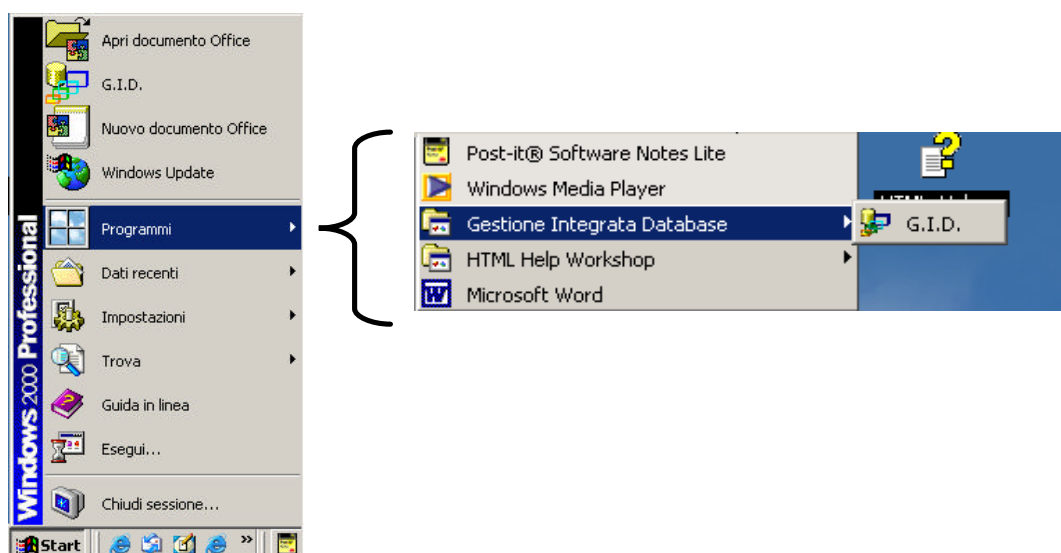 Apri documento Office
G.I.D.
Nuovo documento Office
Windows Update
Programmi
Dati recenti
Impostazioni
Trova
Guida in linea
Esegui...
Chiudi sessione...
Windows 2000 Professional
Start
»
Post-it® Software Notes Lite
Windows Media Player
Gestione Integrata Database
HTML Help Workshop
Microsoft Word
G.I.D.